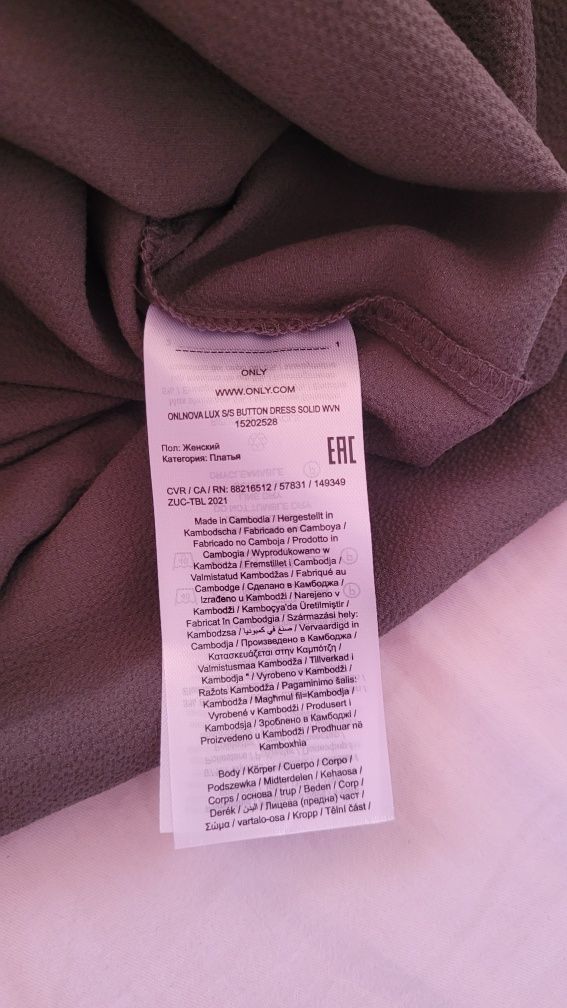 1
ONLY
WWW.ONLY.COM
ONLNOVA LUX S/S BUTTON DRESS SOLID WVN
15202528
Пол: Женский
Категория: Платья
EAC
CVR / CA / RN: 88216512 / 57831 / 149349
ZUC-TBL 2021
Made in Cambodia / Hergestellt in
Kambodscha / Fabricado en Camboya /
Fabricado no Camboja / Prodotto in
Cambogia / Wyprodukowano w
Kambodża / Fremstillet i Cambodja /
Valmistatud Kambodžas / Fabriqué au
Cambodge / Сделано в Камбоджа /
Izrađeno u Kambodži / Narejeno v
Kambodži / Kamboçya'da Üretilmiştir /
Fabricat în Cambodgia / Származási hely:
Kambodzsa / صنع في كمبوديا / Vervaardigd in
Cambodja / Произведено в Камбоджа /
Κατασκευάζεται στην Καμπότζη /
Valmistusmaa Kambodža / Tillverkad i
Kambodja * / Vyrobeno v Kambodži /
Ražots Kambodža / Pagaminimo šalis:
Kambodža / Magħmul fil=Kambodja /
Vyrobené v Kambodži / Produsert i
Kambodsja / Зроблено в Камбоджі /
Proizvedeno u Kambodži / Prodhuar në
Kamboxhia
Body / Körper / Cuerpo / Corpo /
Podszewka / Midterdelen / Kehaosa /
Corps / основа / trup / Beden / Corp /
Derék / البدن / Лицева (предна) част /
Σώμα / vartalo-osa / Kropp / Tělní část /